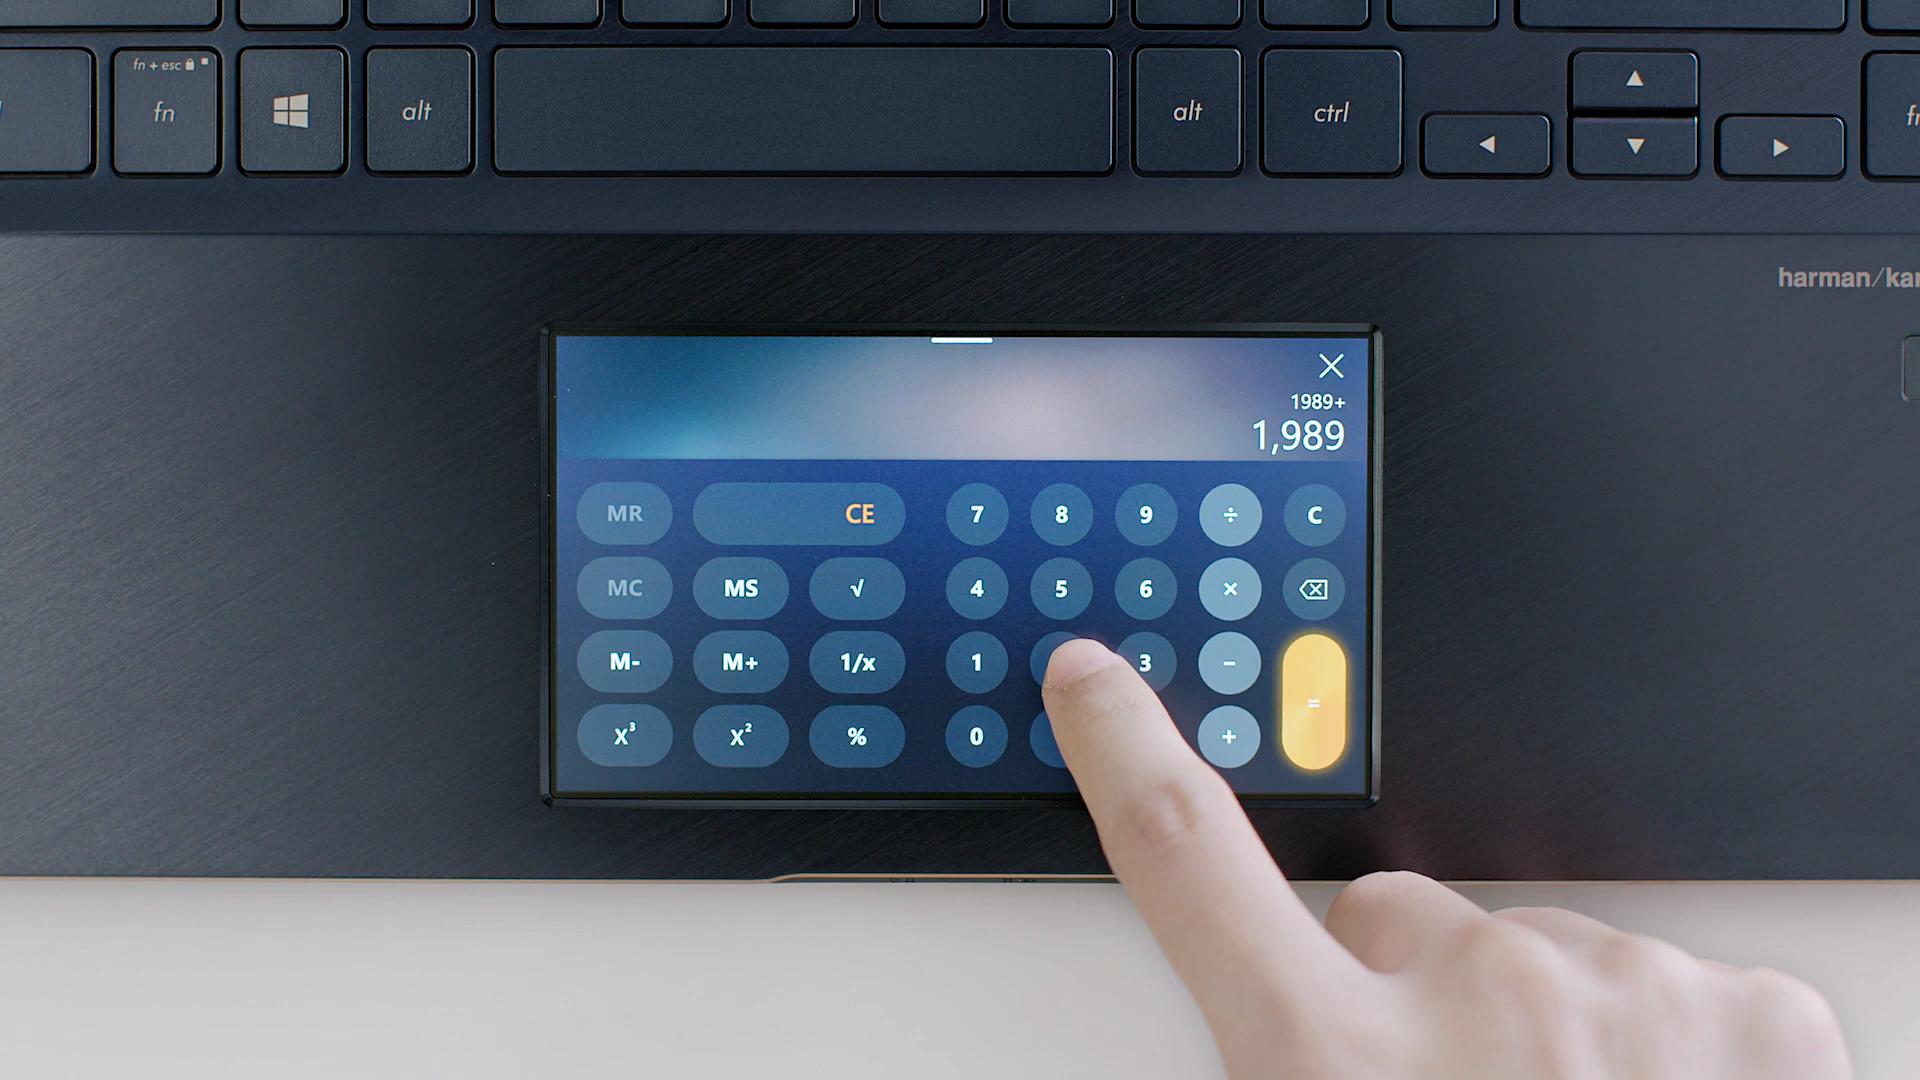 fn + esc
fn
alt
alt
ctrl
harman/kar
1989+
1,989
MR CE 7 8 9 ÷ C
MC MS √ 4 5 6 ×
M- M+ 1/x 1 3 −
X³ X² % 0 + =